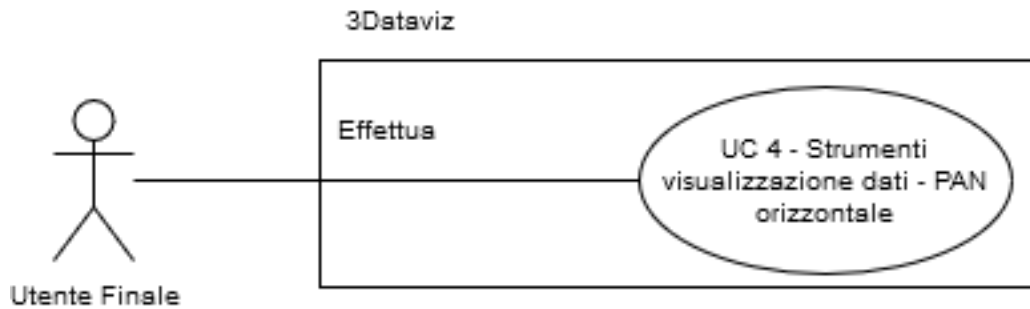 3Dataviz
Effettua
UC 4 - Strumenti
visualizzazione dati - PAN
orizzontale
Utente Finale